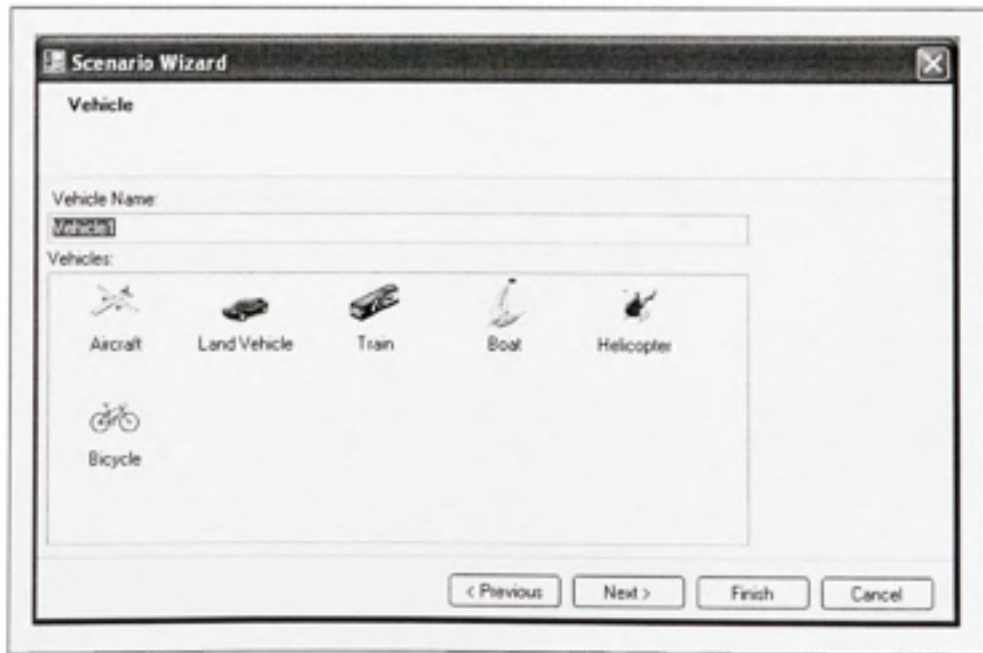 Scenario Wizard
Vehicle
Vehicle Name:
Vehicle1
Vehicles:
Aircraft Land Vehicle Train Boat Helicopter
Bicycle
< Previous Next > Finish Cancel